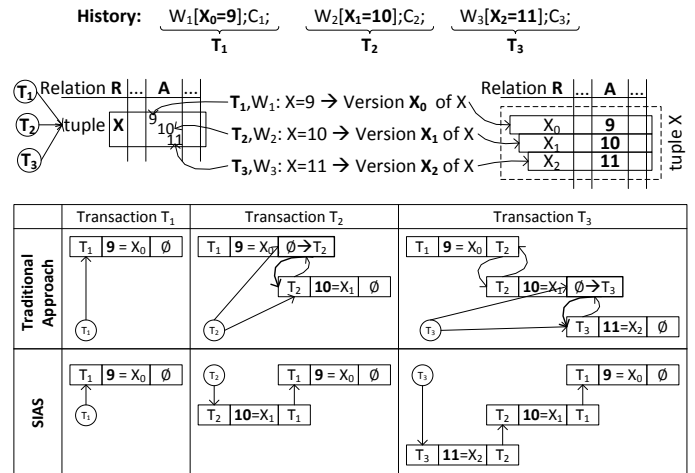 History: W1[X0=9];C1; W2[X1=10];C2; W3[X2=11];C3;
T1 T2 T3
Relation R ... A ...
T1
T2
T3
tuple X
9
10
11
T1,W1: X=9 → Version X0 of X
T2,W2: X=10 → Version X1 of X
T3,W3: X=11 → Version X2 of X
Relation R ... A ...
X0 9
X1 10
X2 11
tuple X
Transaction T1 Transaction T2 Transaction T3
Traditional Approach
T1 9 = X0 Ø
T1
T1 9 = X0 Ø→T2
T2 10=X1 Ø
T2
T1 9 = X0 T2
T2 10=X1 Ø→T3
T3 11=X2 Ø
T3
SIAS
T1 9 = X0 Ø
T1
T2
T1 9 = X0 Ø
T2 10=X1 T1
T3
T1 9 = X0 Ø
T2 10=X1 T1
T3 11=X2 T2